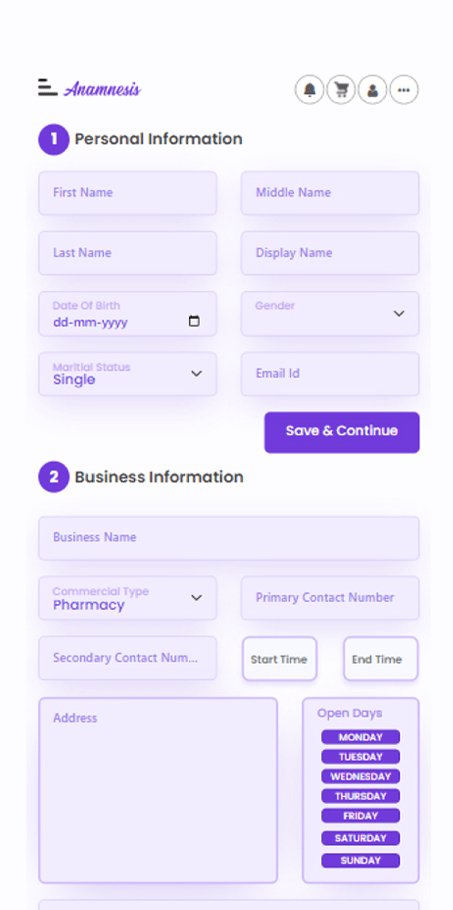 Anamnesis
1 Personal Information
First Name
Middle Name
Last Name
Display Name
Date Of Birth
dd-mm-yyyy
Gender
Maritial Status
Single
Email Id
Save & Continue
2 Business Information
Business Name
Commercial Type
Pharmacy
Primary Contact Number
Secondary Contact Num...
Start Time
End Time
Address
Open Days
MONDAY
TUESDAY
WEDNESDAY
THURSDAY
FRIDAY
SATURDAY
SUNDAY